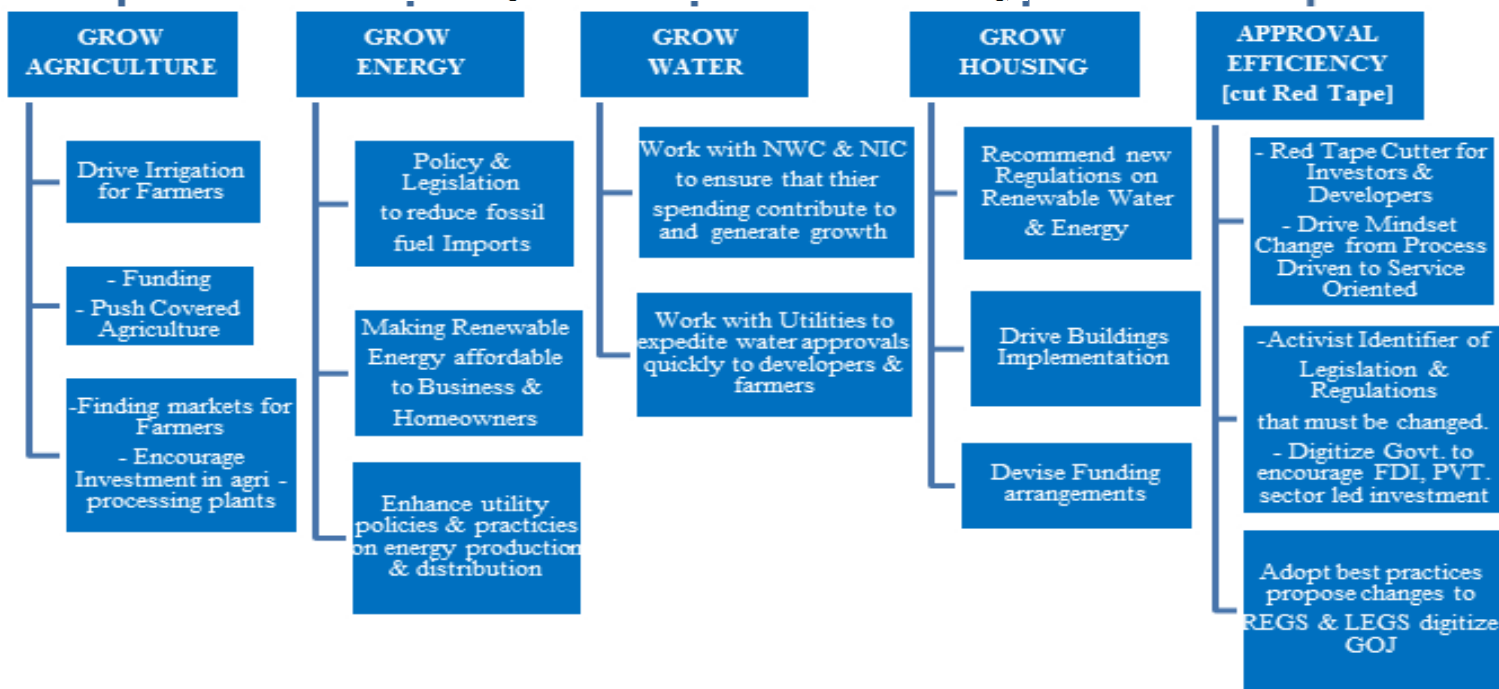 GROW
AGRICULTURE
Drive Irrigation
for Farmers
- Funding
- Push Covered
Agriculture
-Finding markets for
Farmers
- Encourage
Investment in agri -
processing plants
GROW
ENERGY
Policy &
Legislation
to reduce fossil
fuel Imports
Making Renewable
Energy affordable
to Business &
Homeowners
Enhance utility
policies & practicies
on energy production
& distribution
GROW
WATER
Work with NWC & NIC
to ensure that thier
spending contribute to
and generate growth
Work with Utilities to
expedite water approvals
quickly to developers &
farmers
GROW
HOUSING
Recommend new
Regulations on
Renewable Water
& Energy
Drive Buildings
Implementation
Devise Funding
arrangements
APPROVAL
EFFICIENCY
[cut Red Tape]
- Red Tape Cutter for
Investors &
Developers
- Drive Mindset
Change from Process
Driven to Service
Oriented
-Activist Identifier of
Legislation &
Regulations
that must be changed.
- Digitize Govt. to
encourage FDI, PVT.
sector led investment
Adopt best practices
propose changes to
REGS & LEGS digitize
GOJ